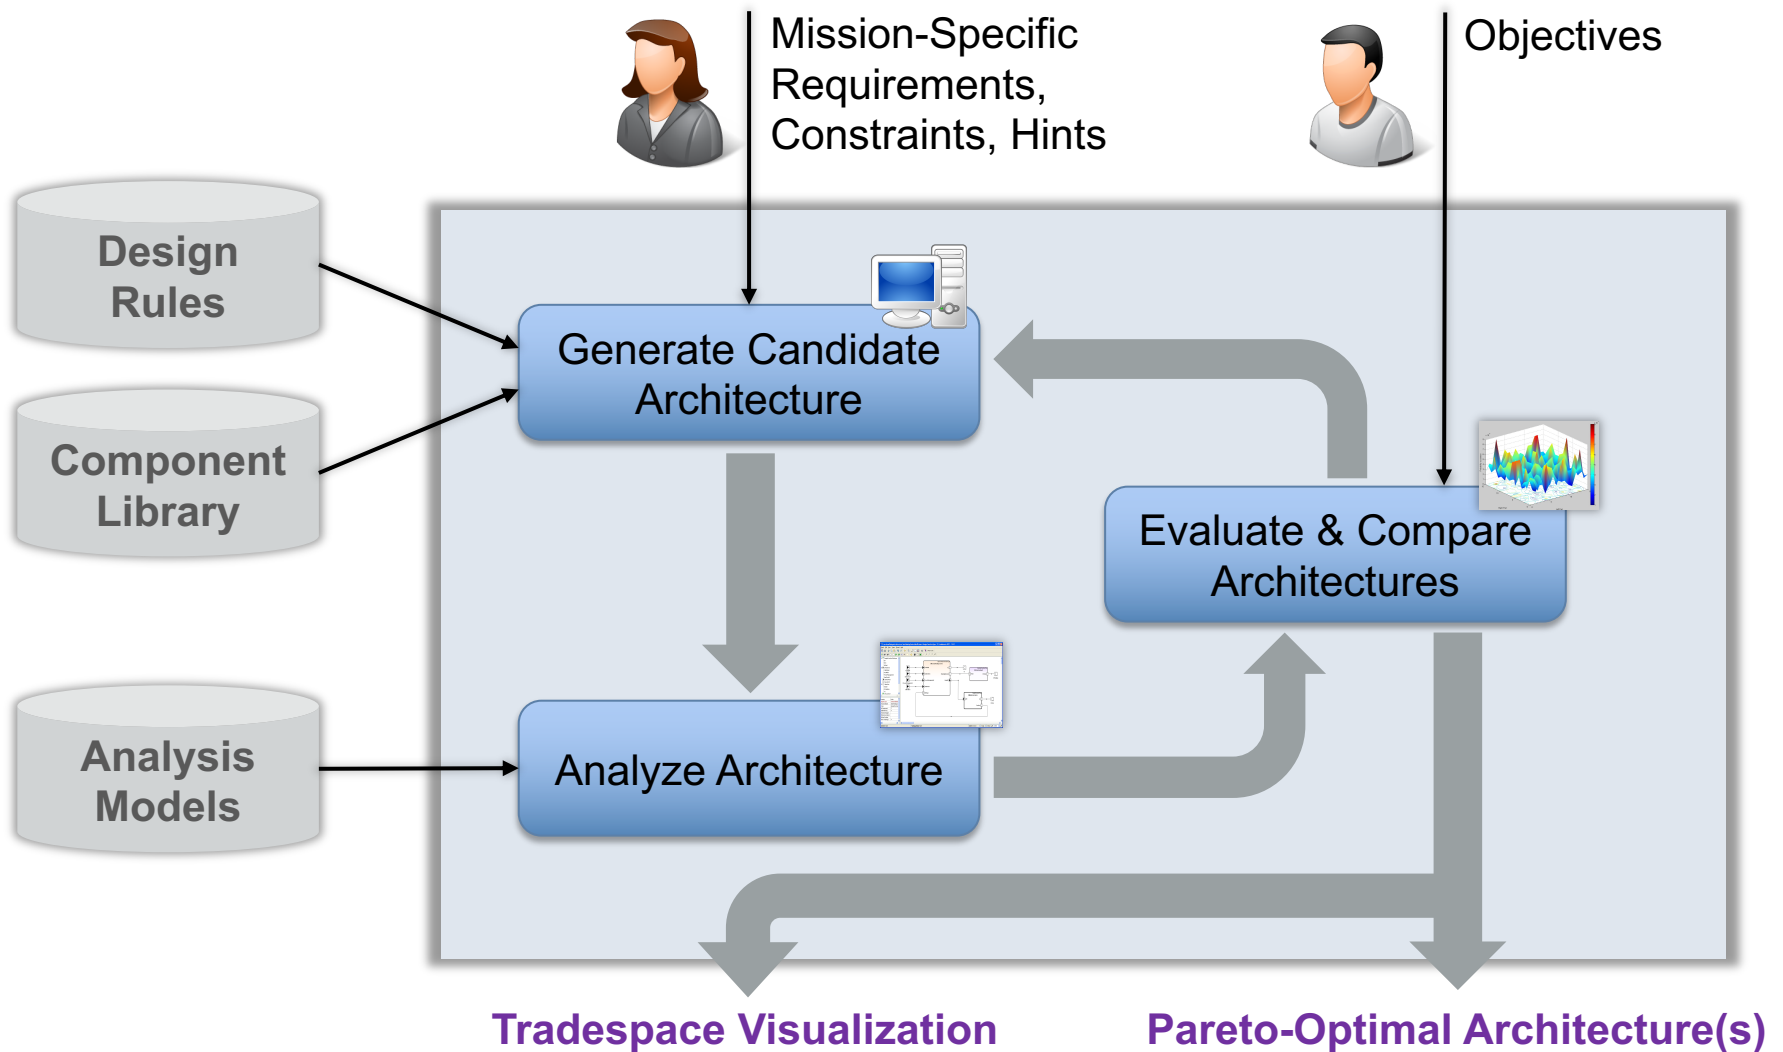 Mission-Specific
Requirements,
Constraints, Hints
Objectives
Design
Rules
Generate Candidate
Architecture
Component
Library
Evaluate & Compare
Architectures
Analysis
Models
Analyze Architecture
Tradespace Visualization
Pareto-Optimal Architecture(s)